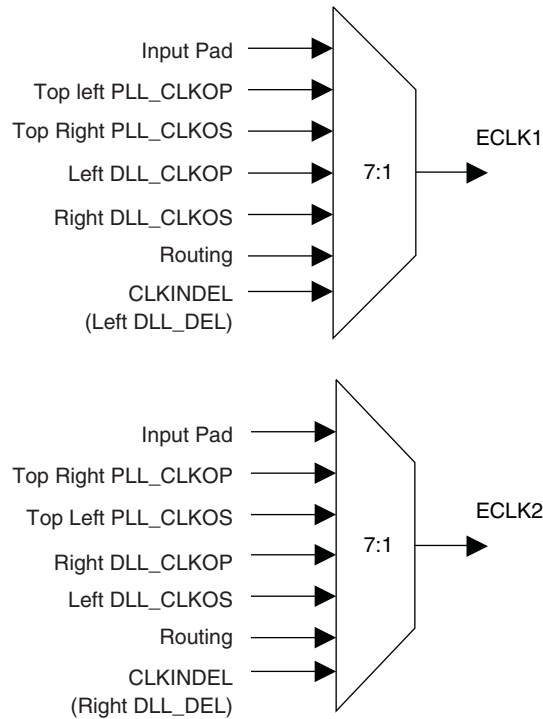 Input Pad
Top left PLL_CLKOP
Top Right PLL_CLKOS
Left DLL_CLKOP
Right DLL_CLKOS
Routing
CLKINDEL
(Left DLL_DEL)
7:1
ECLK1
Input Pad
Top Right PLL_CLKOP
Top Left PLL_CLKOS
Right DLL_CLKOP
Left DLL_CLKOS
Routing
CLKINDEL
(Right DLL_DEL)
7:1
ECLK2